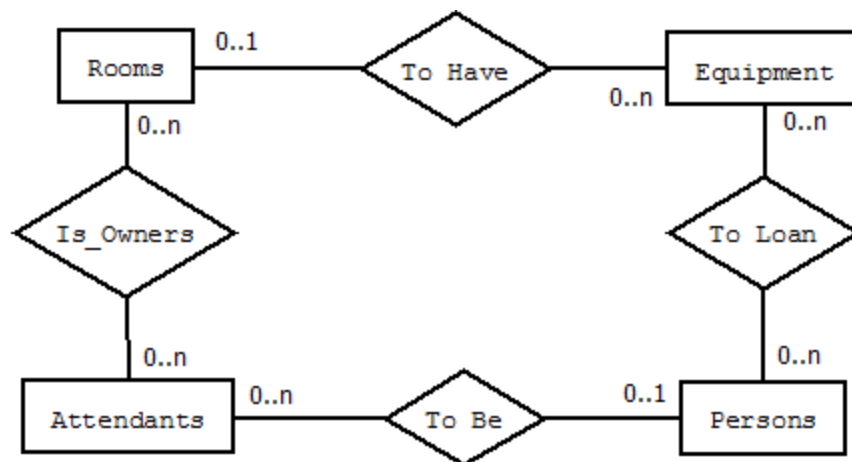 0..1
Rooms
To Have
Equipment
0..n
0..n
0..n
Is_Owners
To Loan
0..n
0..n
0..n
0..1
Attendants
To Be
Persons